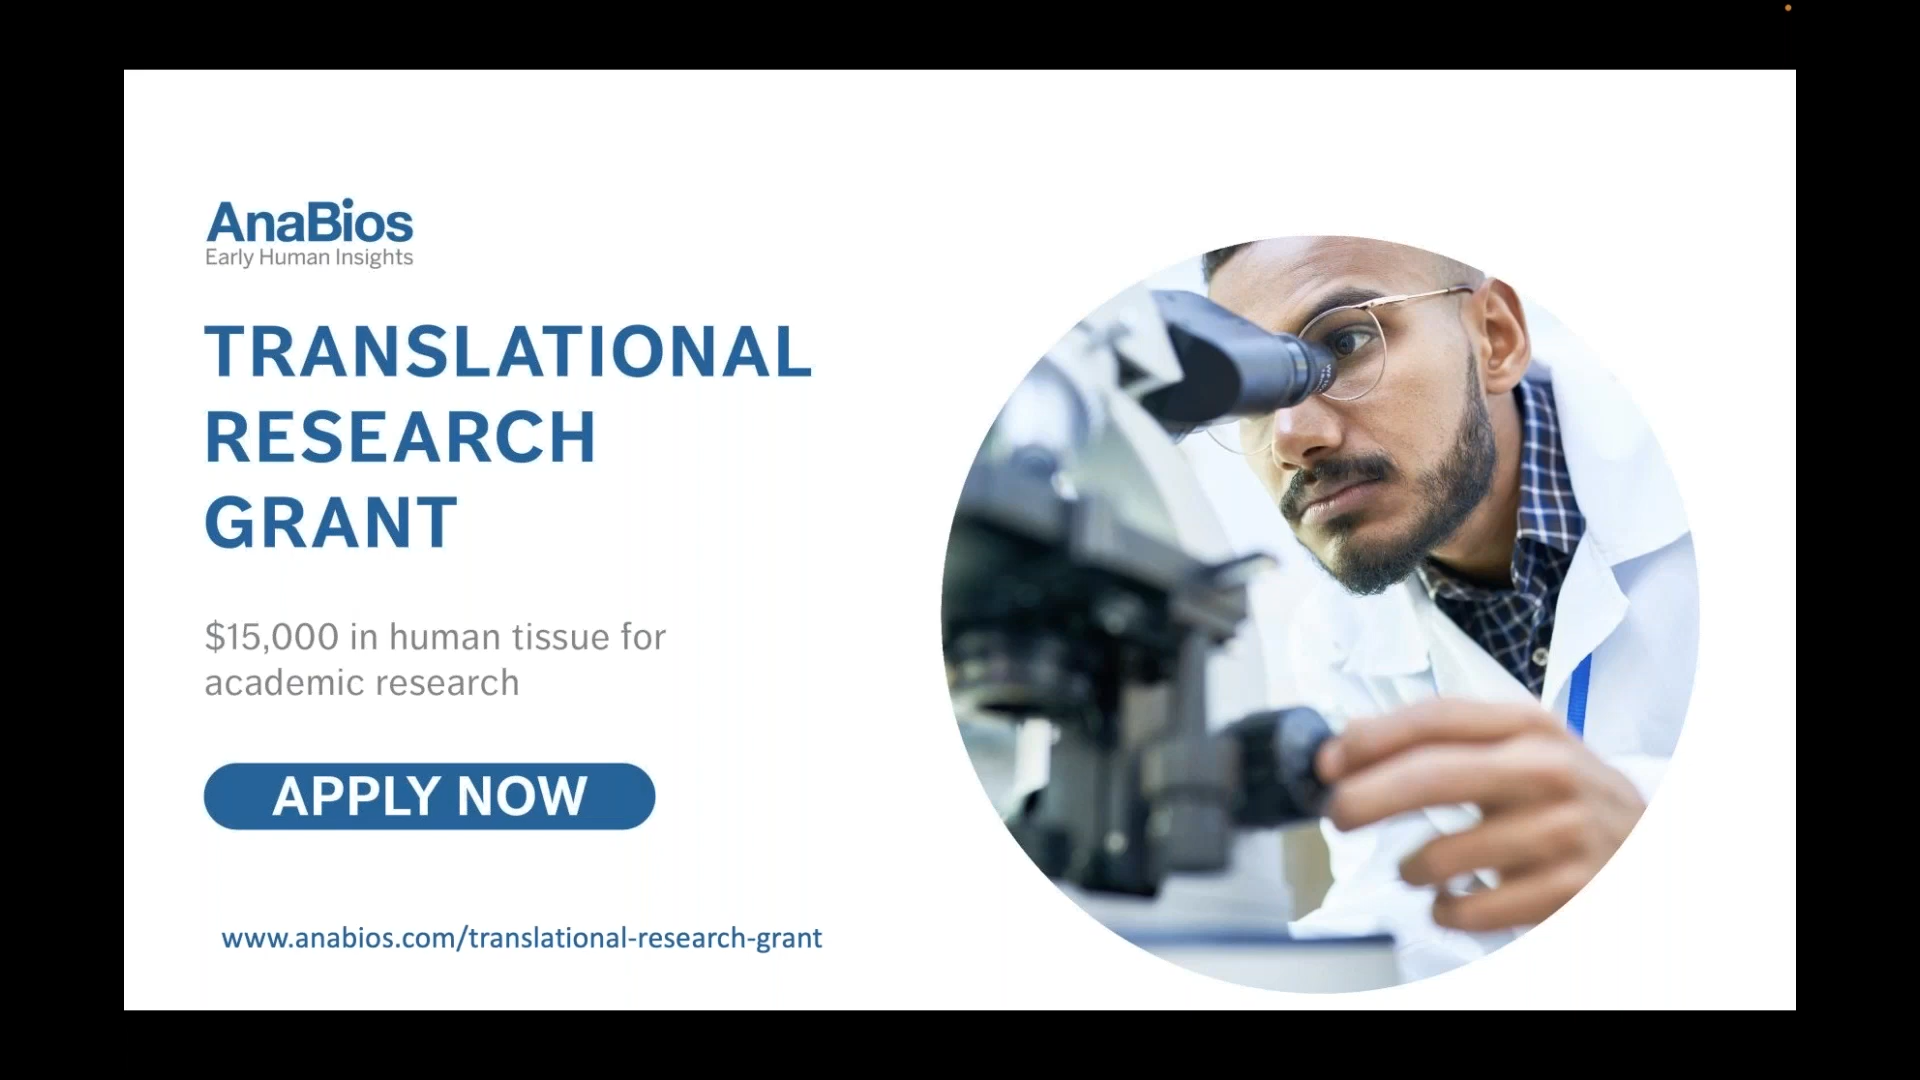 AnaBios
Early Human Insights
TRANSLATIONAL
RESEARCH
GRANT
$15,000 in human tissue for
academic research
APPLY NOW
www.anabios.com/translational-research-grant